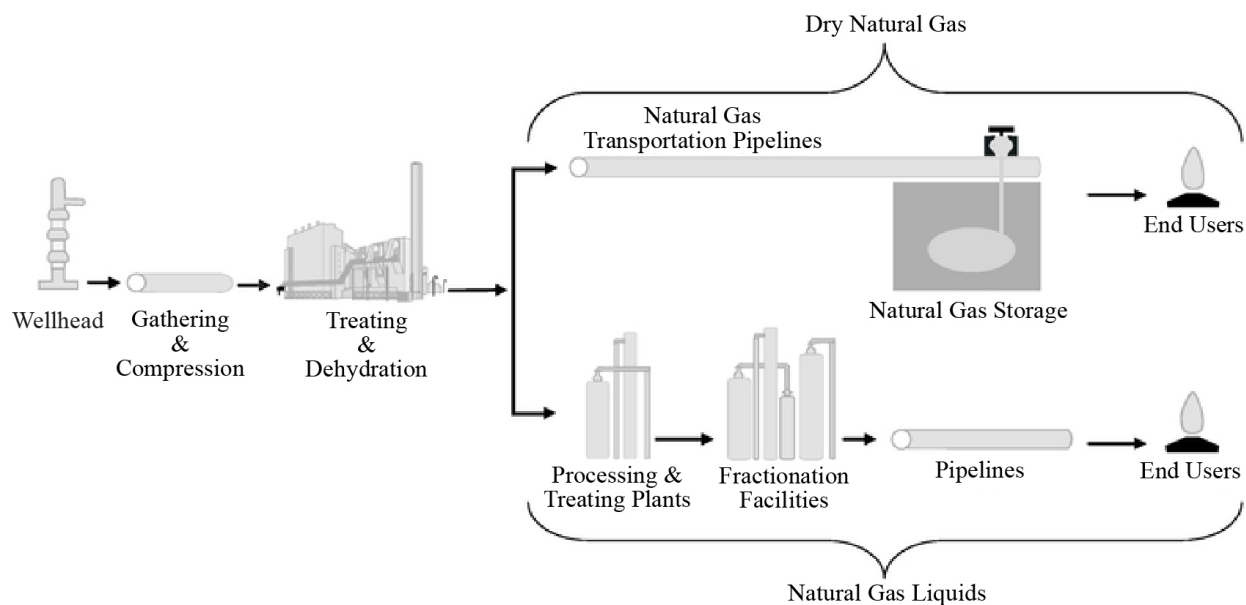 Dry Natural Gas
Natural Gas
Transportation Pipelines
End Users
Natural Gas Storage
Wellhead
Gathering
&
Compression
Treating
&
Dehydration
Processing &
Treating Plants
Fractionation
Facilities
Pipelines
End Users
Natural Gas Liquids